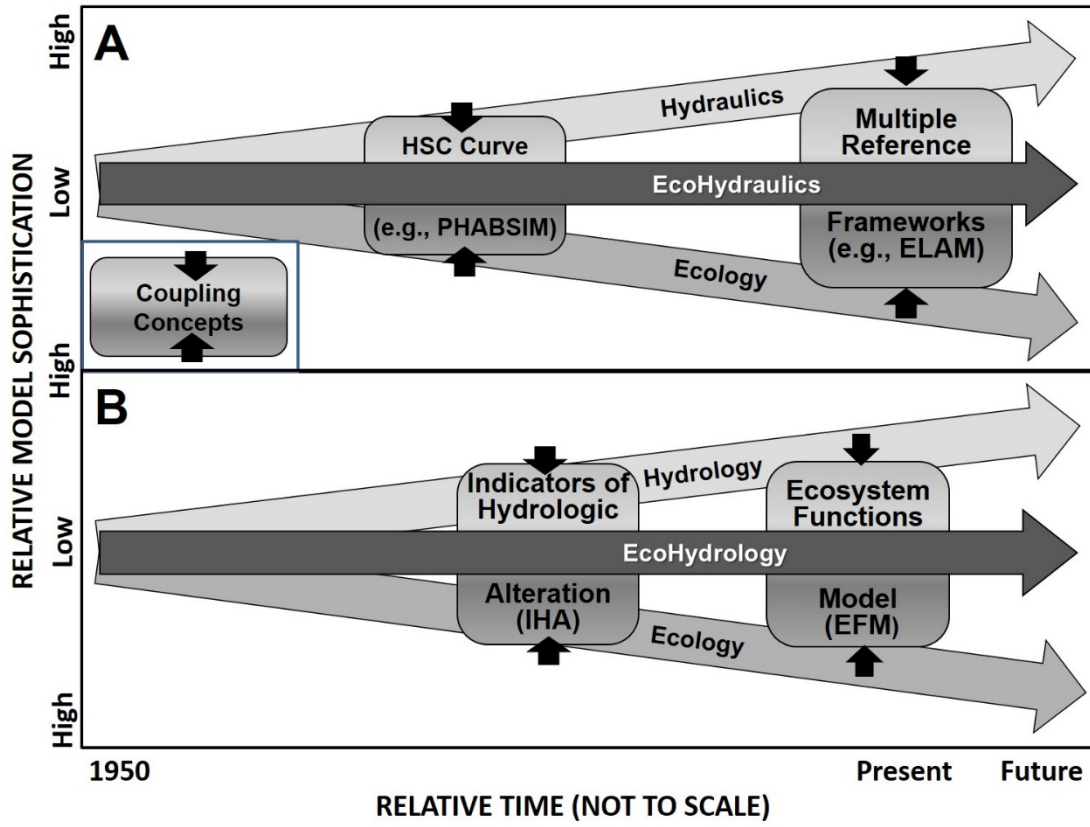 RELATIVE MODEL SOPHISTICATION
High
A
Hydraulics
HSC Curve
Multiple
Reference
Low
EcoHydraulics
(e.g., PHABSIM)
Frameworks
(e.g., ELAM)
Ecology
Coupling
Concepts
High
B
Hydrology
Indicators of
Hydrologic
Ecosystem
Functions
Low
EcoHydrology
Alteration
(IHA)
Model
(EFM)
Ecology
High
1950
Present
Future
RELATIVE TIME (NOT TO SCALE)